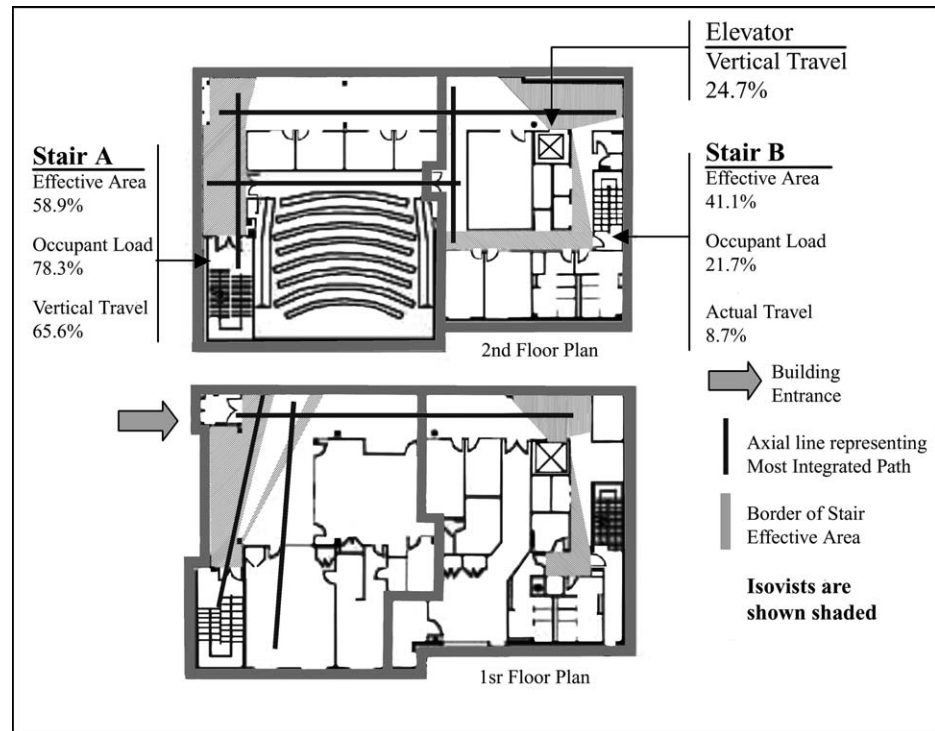 Elevator
Vertical Travel
24.7%
Stair A
Effective Area
58.9%
Occupant Load
78.3%
Vertical Travel
65.6%
Stair B
Effective Area
41.1%
Occupant Load
21.7%
Actual Travel
8.7%
2nd Floor Plan
Building
Entrance
Axial line representing
Most Integrated Path
Border of Stair
Effective Area
Isovists are
shown shaded
1sr Floor Plan